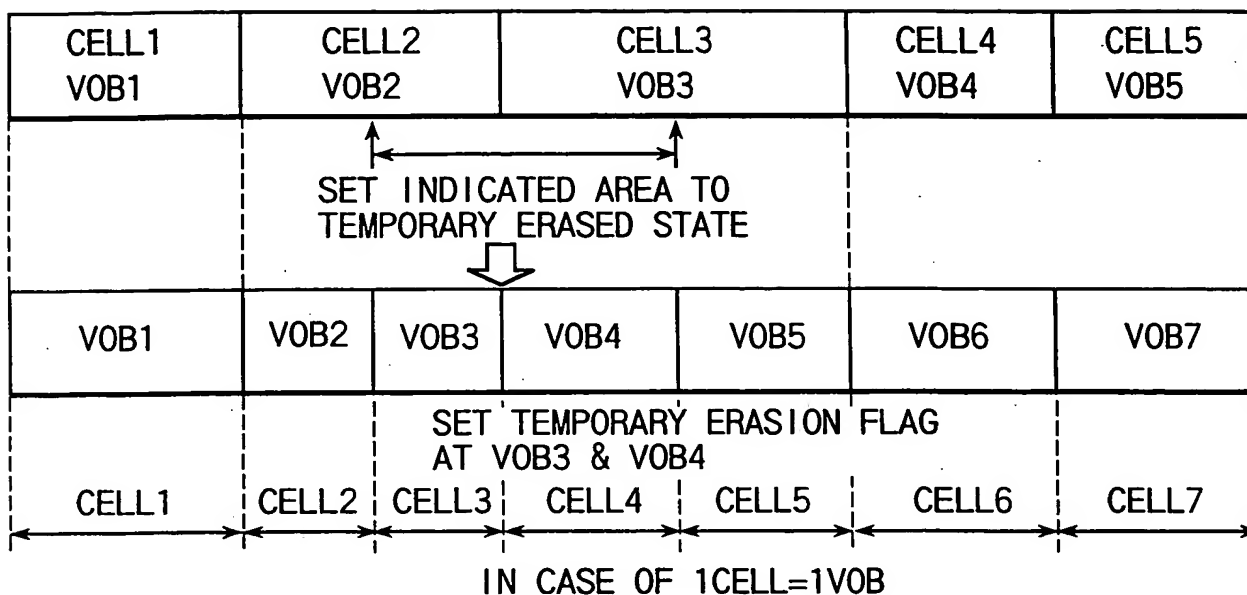 CELL1 CELL2 CELL3 CELL4 CELL5
VOB1 VOB2 VOB3 VOB4 VOB5
SET INDICATED AREA TO
TEMPORARY ERASED STATE
VOB1 VOB2 VOB3 VOB4 VOB5 VOB6 VOB7
SET TEMPORARY ERASION FLAG
AT VOB3 & VOB4
CELL1 CELL2 CELL3 CELL4 CELL5 CELL6 CELL7
IN CASE OF 1CELL=1VOB